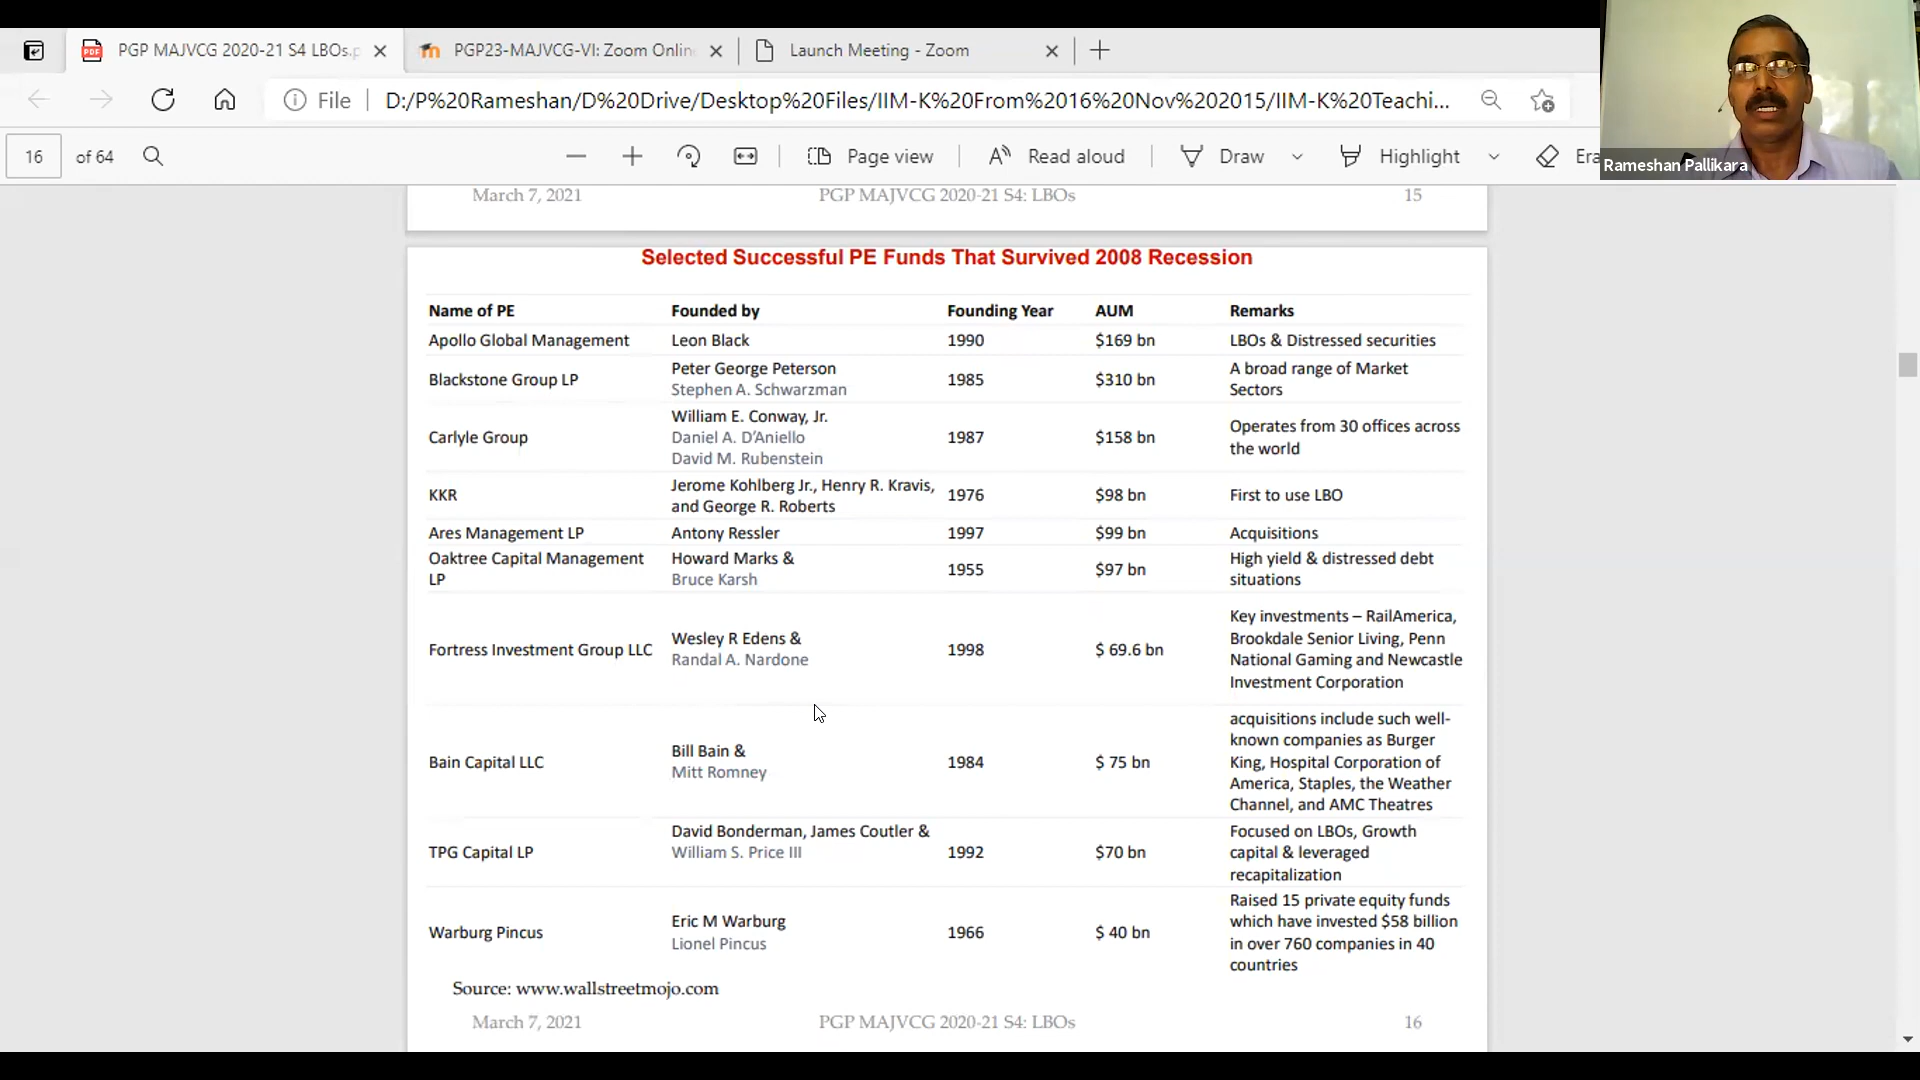 PGP MAJVCG 2020-21 S4 LBOs.p
PGP23-MAJVCG-VI: Zoom Onlin
Launch Meeting - Zoom
File
D:/P%20Rameshan/D%20Drive/Desktop%20Files/IIM-K%20From%2016%20Nov%202015/IIM-K%20Teachi...
16 of 64
Page view
Read aloud
Draw
Highlight
Era
Rameshan Pallikara
March 7, 2021 PGP MAJVCG 2020-21 S4: LBOs 15
Selected Successful PE Funds That Survived 2008 Recession
Name of PE Founded by Founding Year AUM Remarks
Apollo Global Management Leon Black 1990 $169 bn LBOs & Distressed securities
Blackstone Group LP
Peter George Peterson
Stephen A. Schwarzman
1985
$310 bn
A broad range of Market
Sectors
Carlyle Group
William E. Conway, Jr.
Daniel A. D’Aniello
David M. Rubenstein
1987
$158 bn
Operates from 30 offices across
the world
KKR
Jerome Kohlberg Jr., Henry R. Kravis,
and George R. Roberts
1976
$98 bn
First to use LBO
Ares Management LP Antony Ressler 1997 $99 bn Acquisitions
Oaktree Capital Management
LP
Howard Marks &
Bruce Karsh
1955
$97 bn
High yield & distressed debt
situations
Fortress Investment Group LLC
Wesley R Edens &
Randal A. Nardone
1998
$ 69.6 bn
Key investments – RailAmerica,
Brookdale Senior Living, Penn
National Gaming and Newcastle
Investment Corporation
Bain Capital LLC
Bill Bain &
Mitt Romney
1984
$ 75 bn
acquisitions include such well-
known companies as Burger
King, Hospital Corporation of
America, Staples, the Weather
Channel, and AMC Theatres
TPG Capital LP
David Bonderman, James Coutler &
William S. Price III
1992
$70 bn
Focused on LBOs, Growth
capital & leveraged
recapitalization
Warburg Pincus
Eric M Warburg
Lionel Pincus
1966
$ 40 bn
Raised 15 private equity funds
which have invested $58 billion
in over 760 companies in 40
countries
Source: www.wallstreetmojo.com
March 7, 2021 PGP MAJVCG 2020-21 S4: LBOs 16